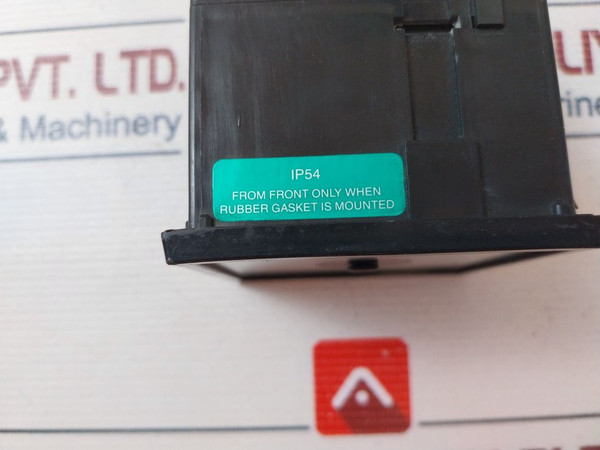 PVT. LTD.
& Machinery
IP54
FROM FRONT ONLY WHEN
RUBBER GASKET IS MOUNTED